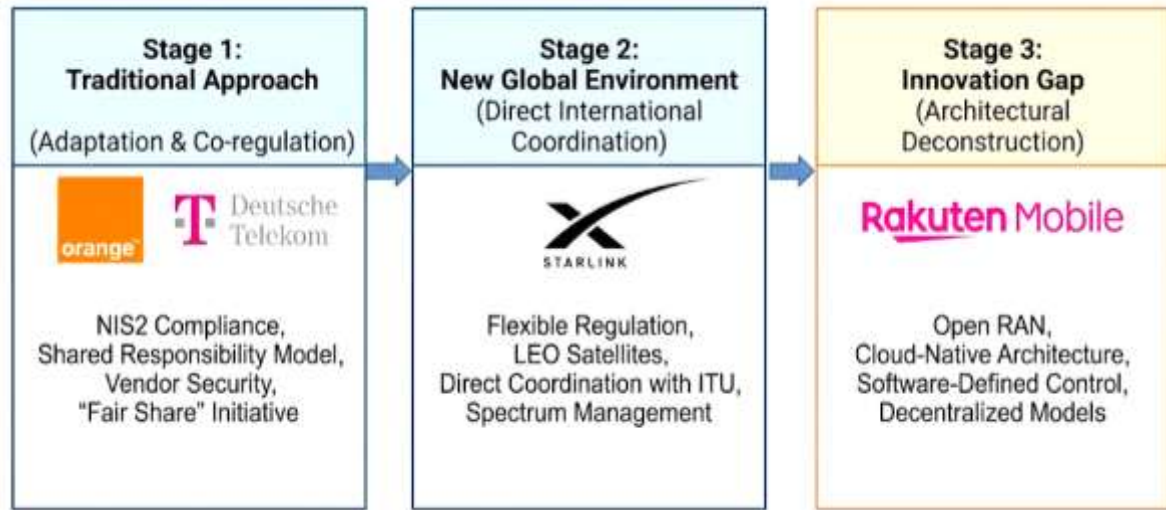 Stage 1:
Traditional Approach
(Adaptation & Co-regulation)
orange™
T Deutsche
Telekom
NIS2 Compliance,
Shared Responsibility Model,
Vendor Security,
“Fair Share” Initiative
Stage 2:
New Global Environment
(Direct International
Coordination)
STARLINK
Flexible Regulation,
LEO Satellites,
Direct Coordination with ITU,
Spectrum Management
Stage 3:
Innovation Gap
(Architectural
Deconstruction)
Rakuten Mobile
Open RAN,
Cloud-Native Architecture,
Software-Defined Control,
Decentralized Models